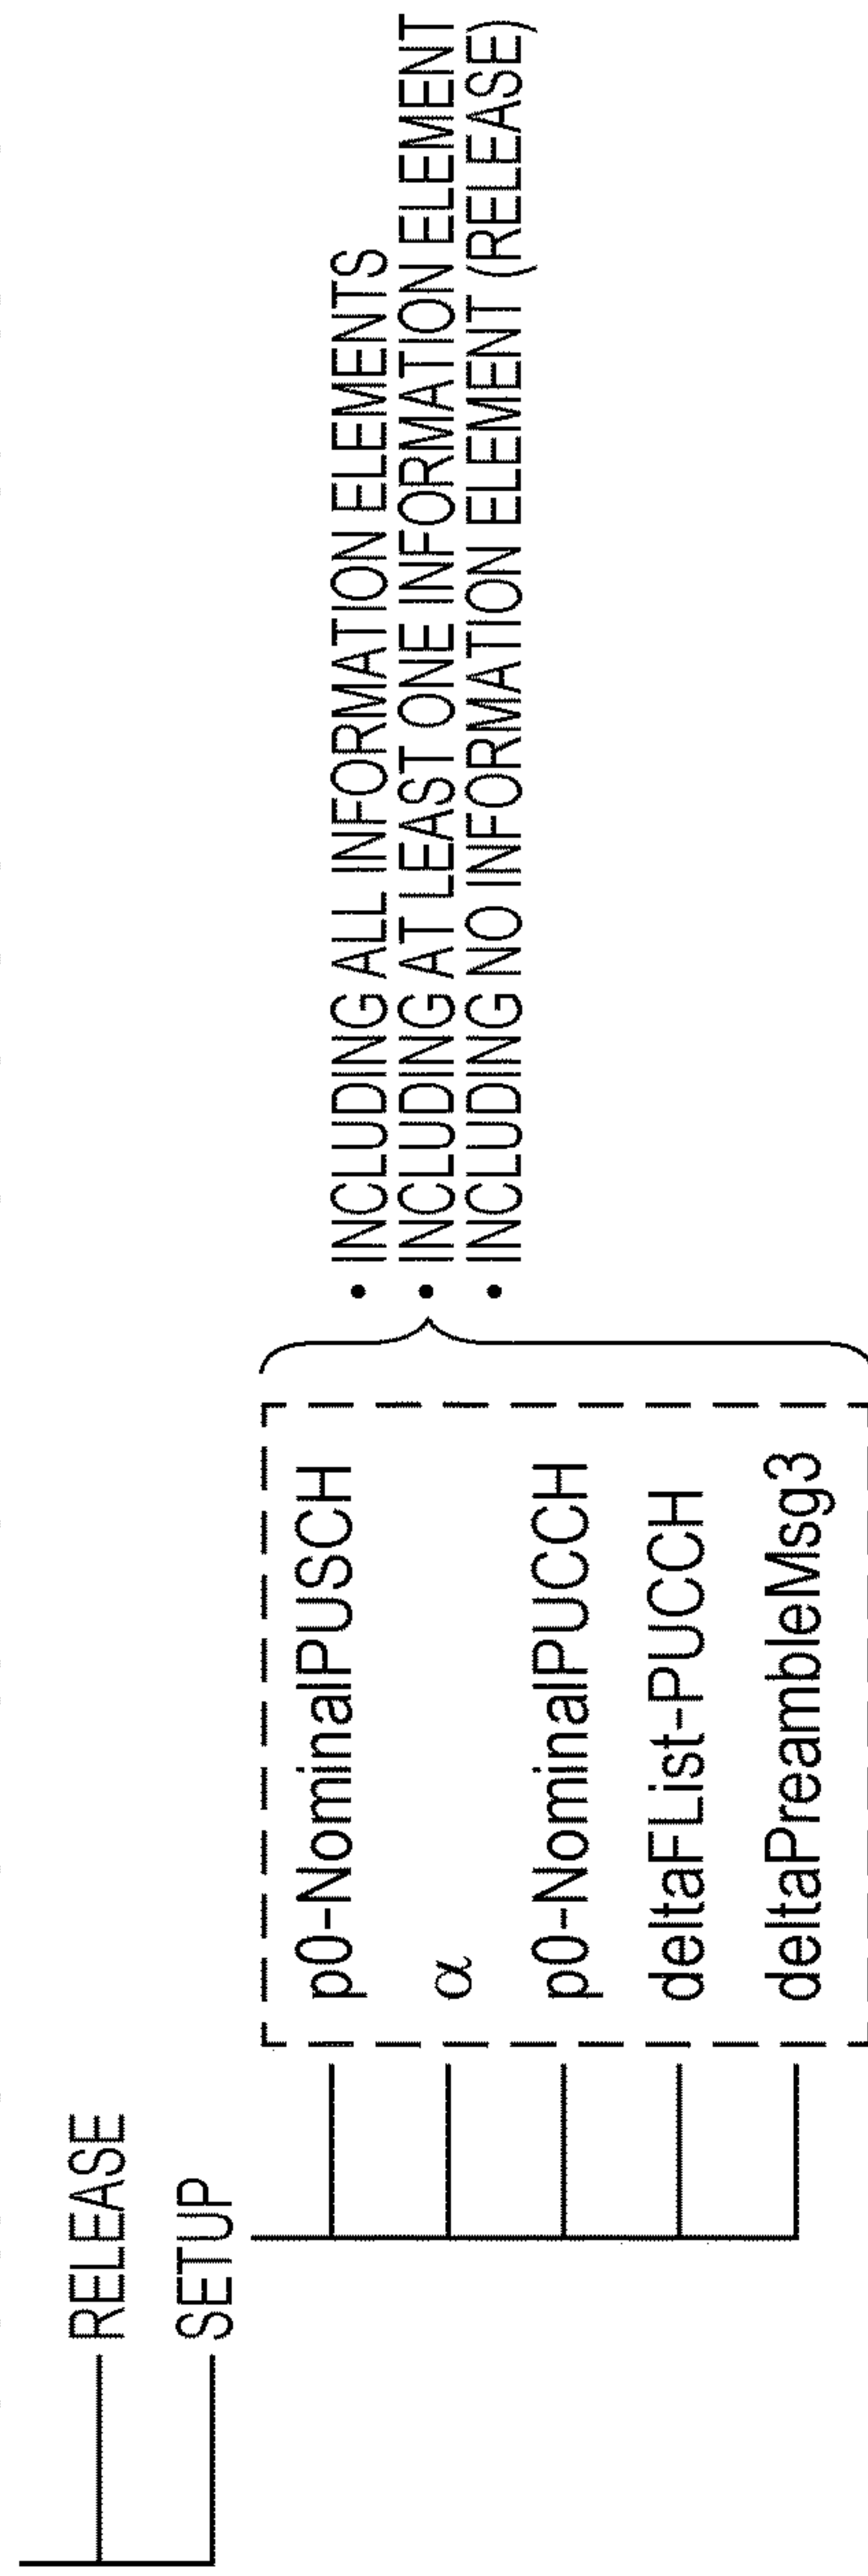 RELEASE
SETUP
p0-NominalPUSCH
α
p0-NominalPUCCH
deltaFList-PUCCH
deltaPreambleMsg3
• INCLUDING ALL INFORMATION ELEMENTS
• INCLUDING AT LEAST ONE INFORMATION ELEMENT
• INCLUDING NO INFORMATION ELEMENT (RELEASE)